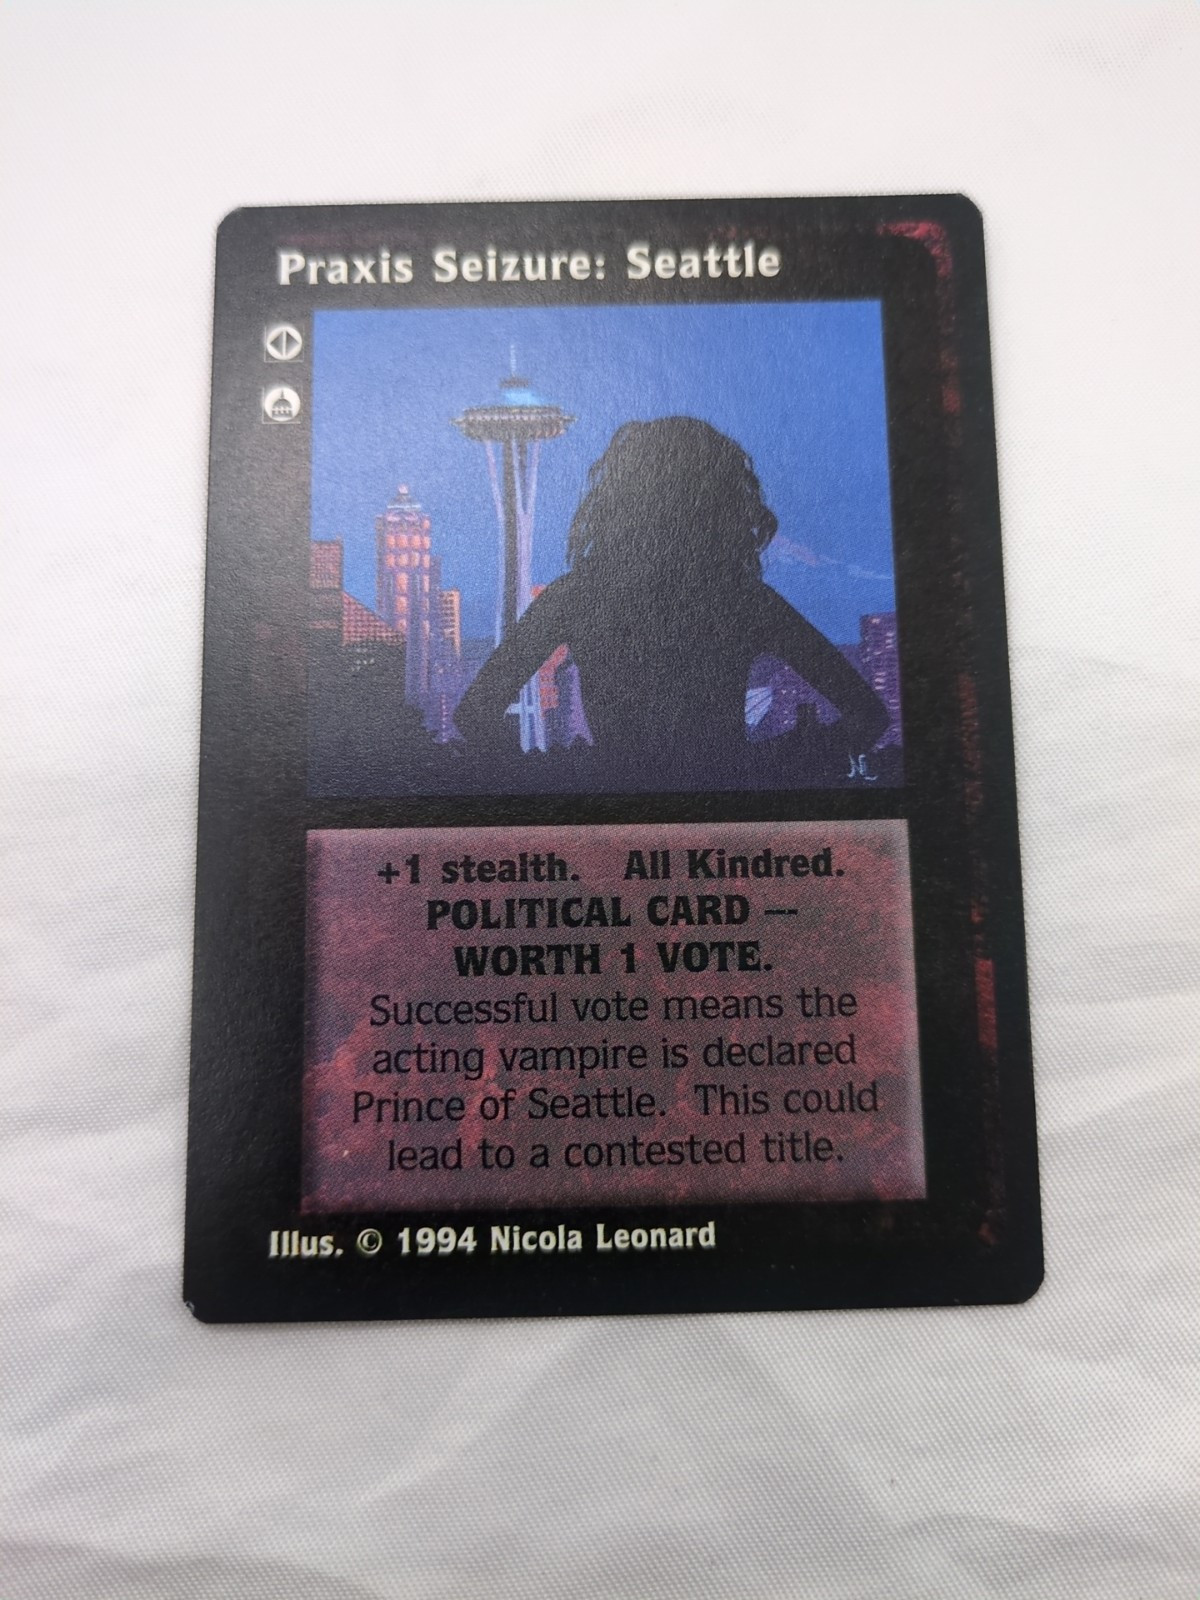 Praxis Seizure: Seattle
NL
+1 stealth. All Kindred.
POLITICAL CARD --
WORTH 1 VOTE.
Successful vote means the
acting vampire is declared
Prince of Seattle. This could
lead to a contested title.
Illus. © 1994 Nicola Leonard